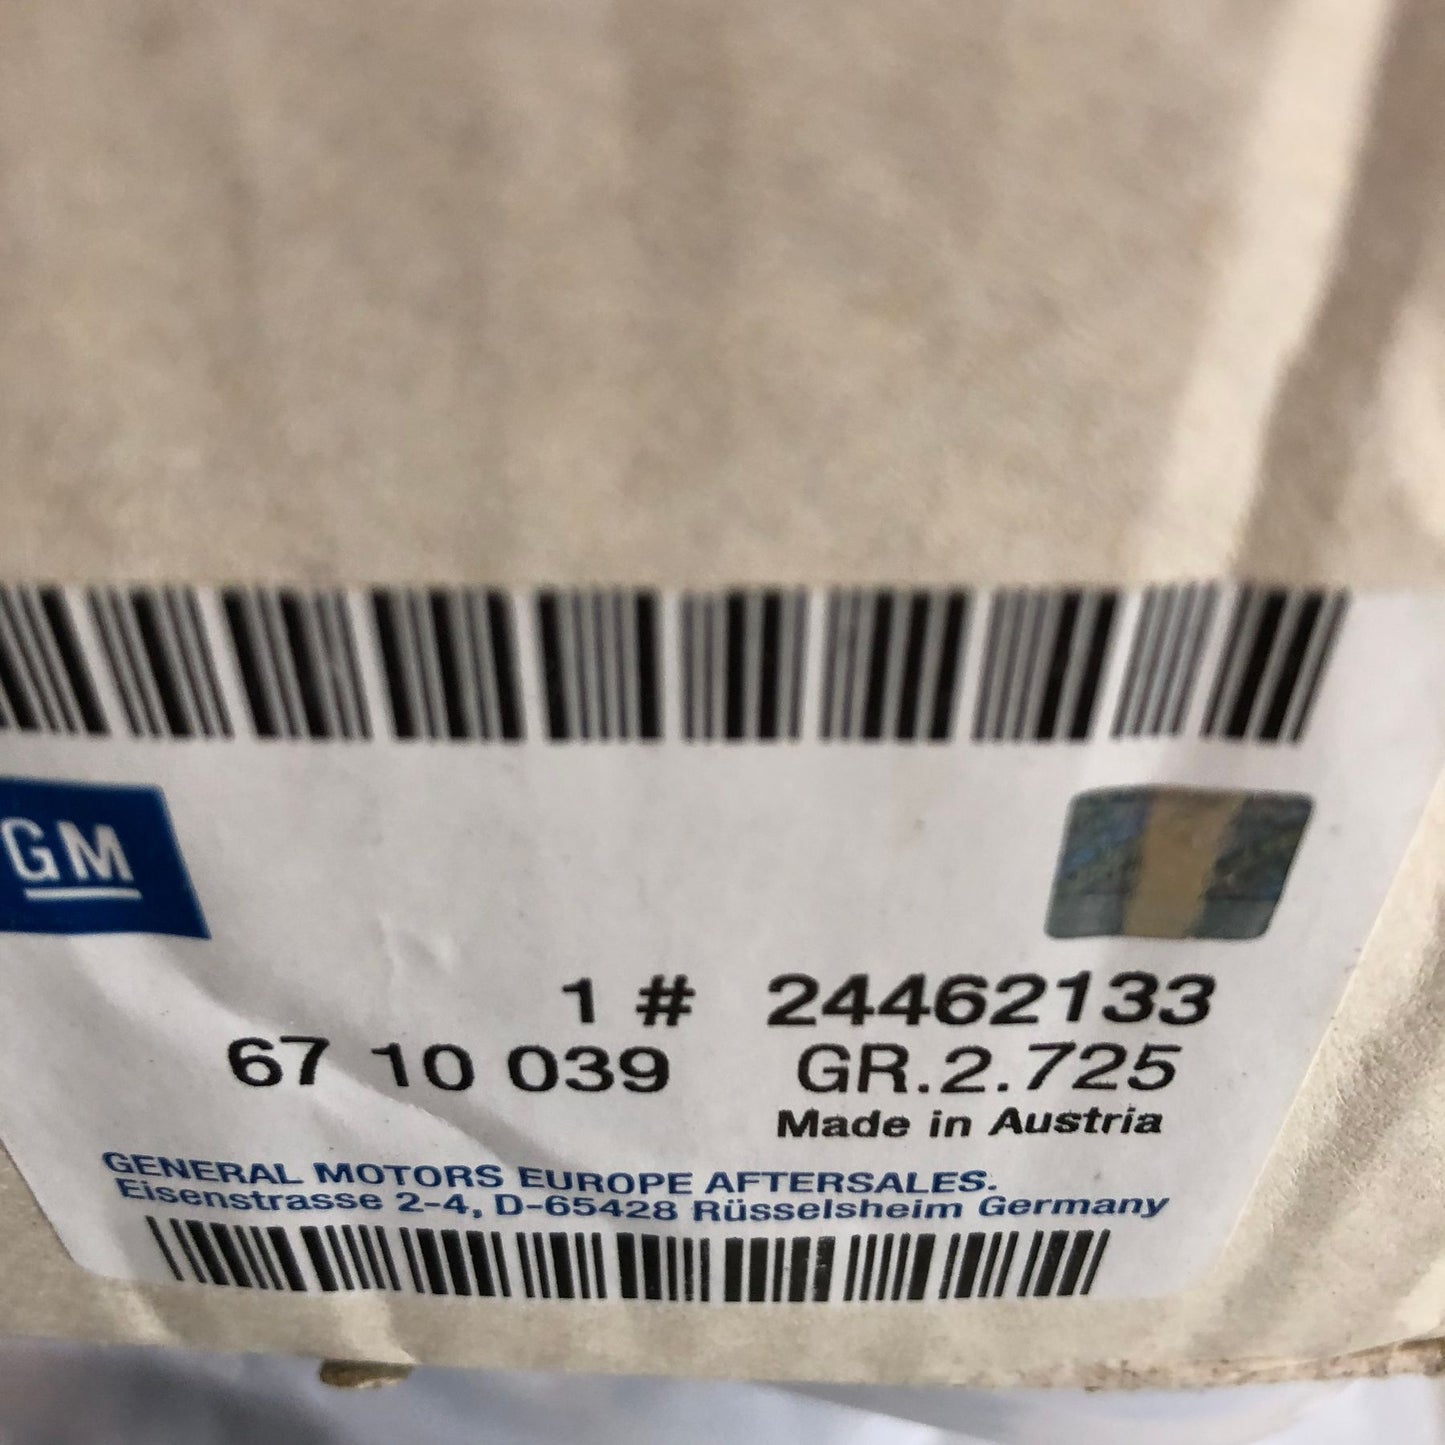 GM
1 # 24462133
67 10 039 GR.2.725
Made in Austria
GENERAL MOTORS EUROPE AFTERSALES.
Eisenstrasse 2-4, D-65428 Rüsselsheim Germany